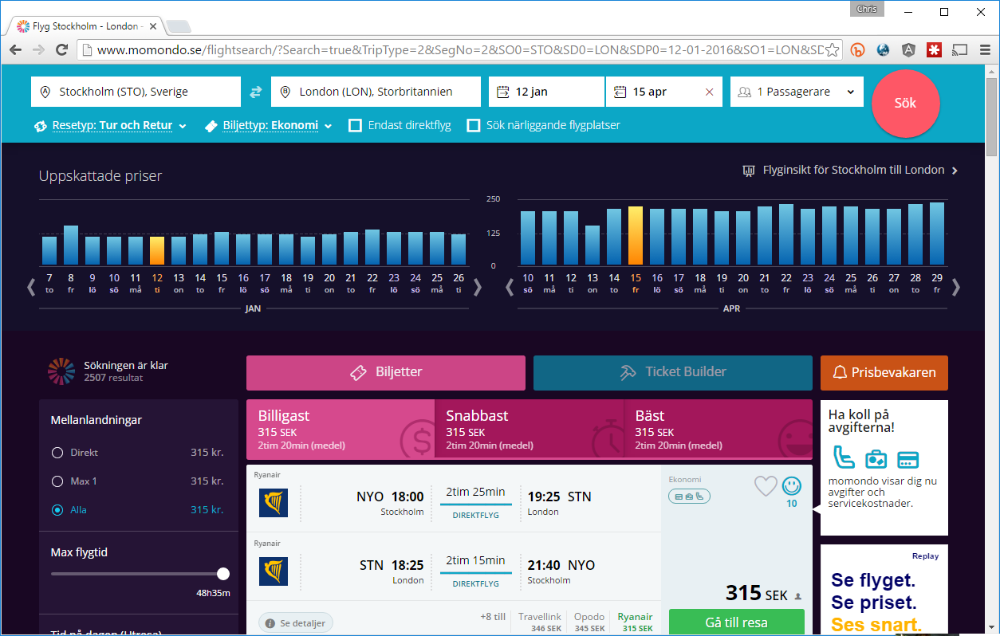 Chris
Flyg Stockholm - London -
www.momondo.se/flightsearch/?Search=true&TripType=2&SegNo=2&SO0=STO&SD0=LON&SDP0=12-01-2016&SO1=LON&SD
Stockholm (STO), Sverige
London (LON), Storbritannien
12 jan
15 apr
1 Passagerare
Sök
Resetyp: Tur och Retur
Biljettyp: Ekonomi
Endast direktflyg
Sök närliggande flygplatser
Uppskattade priser
Flyginsikt för Stockholm till London
250
125
0
7 8 9 10 11 12 13 14 15 16 17 18 19 20 21 22 23 24 25 26
to fr lö sö må ti on to fr lö sö må ti on to fr lö sö må ti
JAN
10 11 12 13 14 15 16 17 18 19 20 21 22 23 24 25 26 27 28 29
sö må ti on to fr lö sö må ti on to fr lö sö må ti on to fr
APR
Sökningen är klar
2507 resultat
Biljetter
Ticket Builder
Prisbevakaren
Mellanlandningar
Direkt 315 kr.
Max 1 315 kr.
Alla 315 kr.
Max flygtid
48h35m
Tid på dagen (Utresa)
Billigast
315 SEK
2tim 20min (medel)
Snabbast
315 SEK
2tim 20min (medel)
Bäst
315 SEK
2tim 20min (medel)
Ryanair
NYO 18:00
Stockholm
2tim 25min
DIREKTFLYG
19:25 STN
London
Ryanair
STN 18:25
London
2tim 15min
DIREKTFLYG
21:40 NYO
Stockholm
Se detaljer
+8 till
Travellink
346 SEK
Opodo
345 SEK
Ryanair
315 SEK
Ekonomi
10
315 SEK
Gå till resa
Ha koll på
avgifterna!
momondo visar dig nu
avgifter och
servicekostnader.
Replay
Se flyget.
Se priset.
Ses snart.